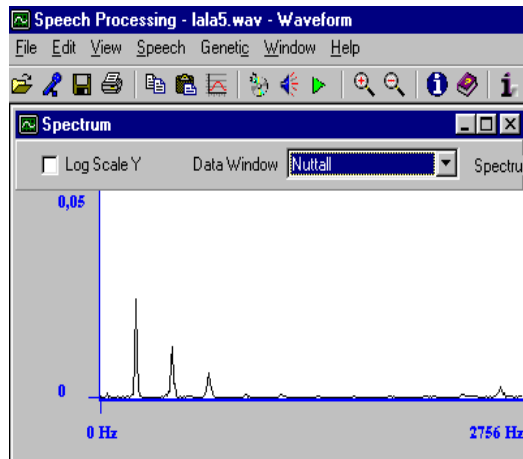 Speech Processing - lala5.wav - Waveform
File Edit View Speech Genetic Window Help
Spectrum
Log Scale Y Data Window Nuttall Spectru
0,05
0
0 Hz 2756 Hz